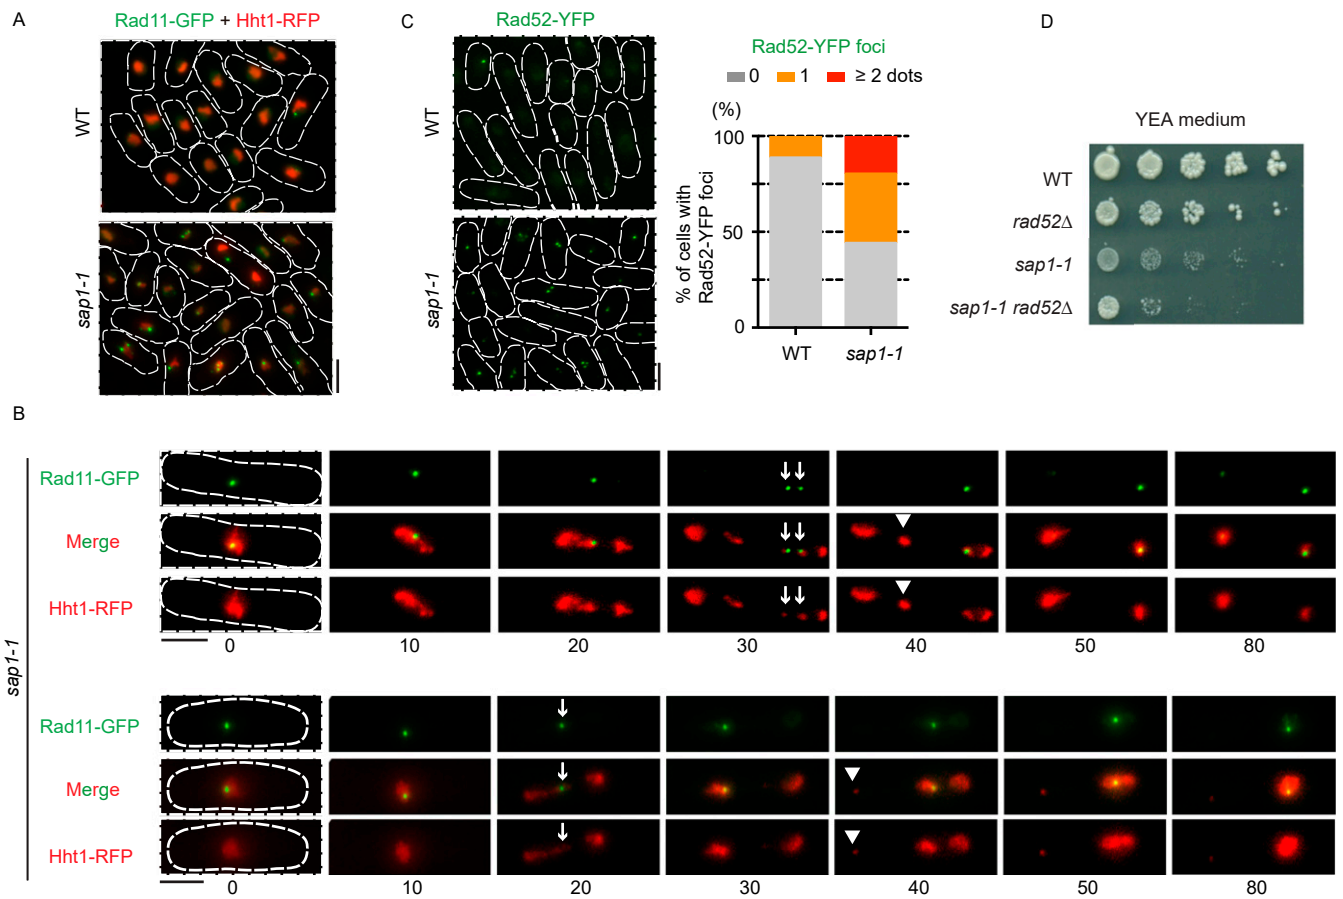 A
Rad11-GFP + Hht1-RFP
WT
sap1-1
C
Rad52-YFP
WT
sap1-1
Rad52-YFP foci
0 1 ≥ 2 dots
(%)
100
50
0
% of cells with
Rad52-YFP foci
WT sap1-1
D
YEA medium
WT
rad52Δ
sap1-1
sap1-1 rad52Δ
B
sap1-1
Rad11-GFP
Merge
Hht1-RFP
0 10 20 30 40 50 80
Rad11-GFP
Merge
Hht1-RFP
0 10 20 30 40 50 80